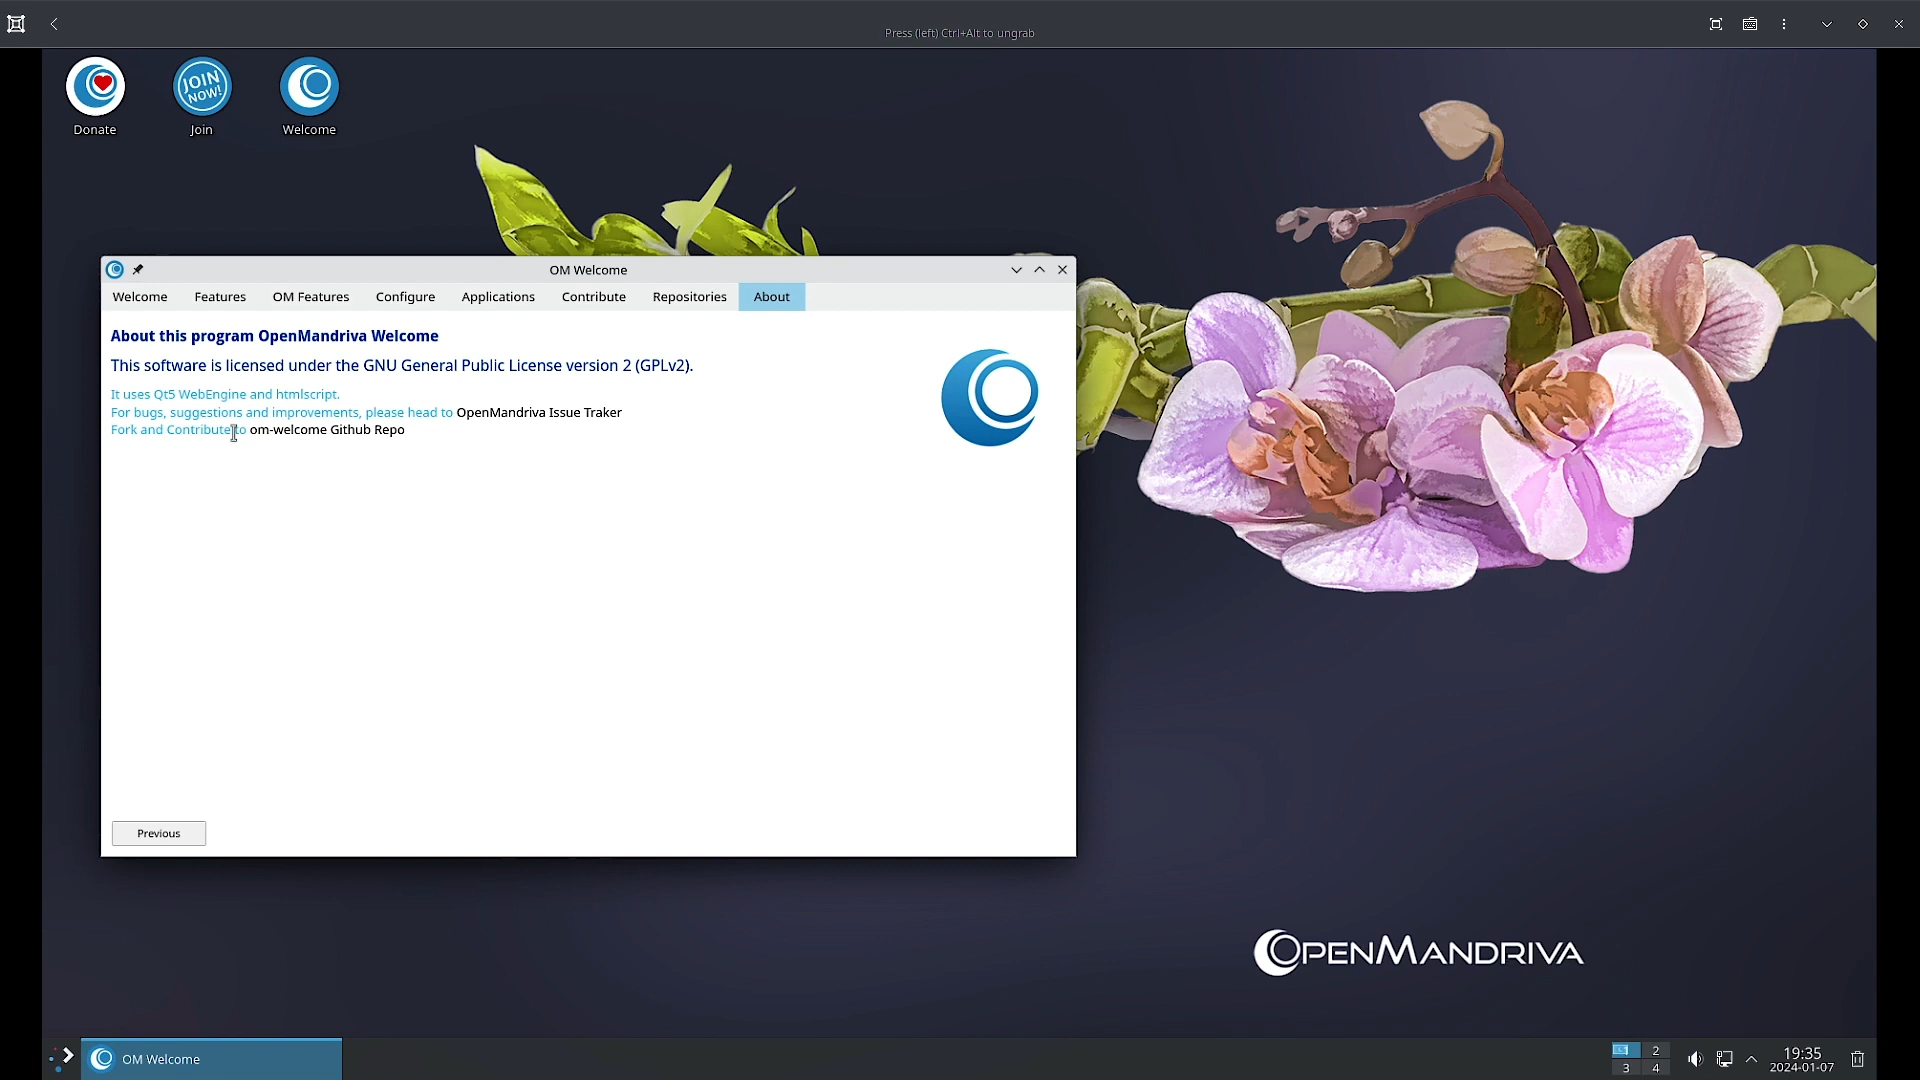 Press (left) Ctrl+Alt to ungrab
JOIN
NOW!
Donate
Join
Welcome
OM Welcome
Welcome
Features
OM Features
Configure
Applications
Contribute
Repositories
About
About this program OpenMandriva Welcome
This software is licensed under the GNU General Public License version 2 (GPLv2).
It uses Qt5 WebEngine and htmlscript.
For bugs, suggestions and improvements, please head to OpenMandriva Issue Traker
Fork and Contribute to om-welcome Github Repo
Previous
OPENMANDRIVA
OM Welcome
1
2
3
4
19:35
2024-01-07